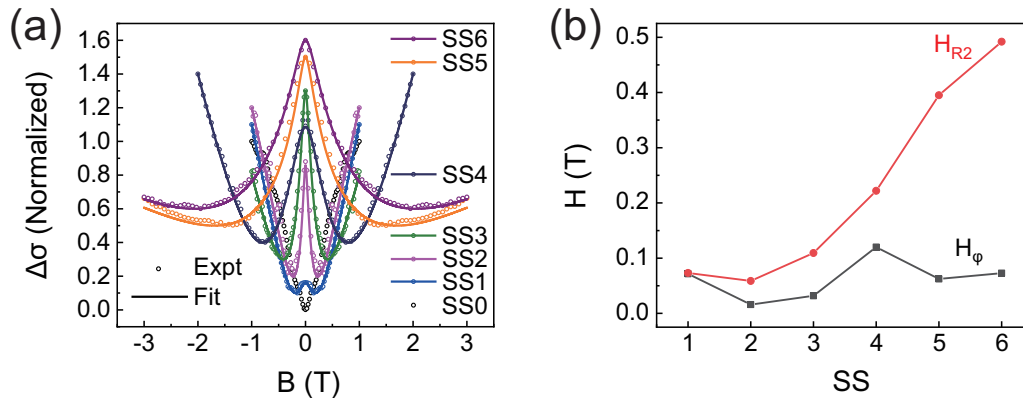 (a)
Δσ (Normalized)
1.6
1.4
1.2
1.0
0.8
0.6
0.4
0.2
0.0
SS6
SS5
SS4
SS3
SS2
SS1
SS0
Expt
Fit
-3 -2 -1 0 1 2 3
B (T)
(b)
H (T)
0.5
0.4
0.3
0.2
0.1
0.0
H_R2
H_φ
1 2 3 4 5 6
SS